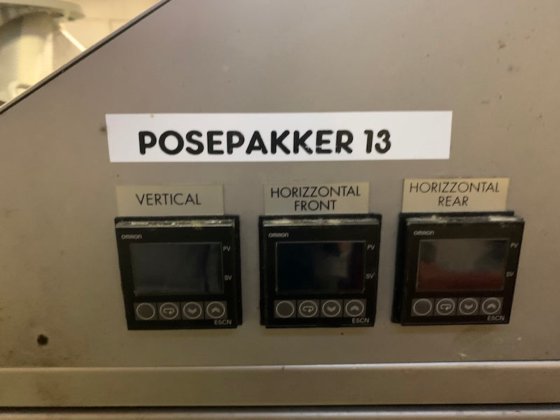 POSEPAKKER 13
VERTICAL
HORIZZONTAL
FRONT
HORIZZONTAL
REAR
OMRON
PV
SV
E5CN
OMRON
PV
SV
E5CN
OMRON
PV
SV
E5CN